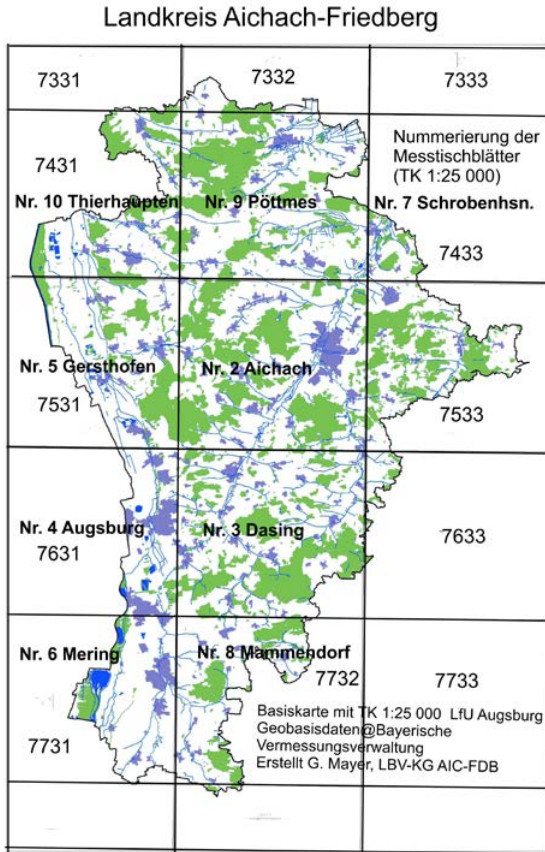 Landkreis Aichach-Friedberg
7331
7332
7333
7431
Nummerierung der
Messtischblätter
(TK 1:25 000)
Nr. 10 Thierhaupten
Nr. 9 Pöttmes
Nr. 7 Schrobenhsn.
7433
Nr. 5 Gersthofen
Nr. 2 Aichach
7531
7533
Nr. 4 Augsburg
Nr. 3 Dasing
7631
7633
Nr. 6 Mering
Nr. 8 Mammendorf
7732
7733
7731
Basiskarte mit TK 1:25 000 LfU Augsburg
Geobasisdaten@Bayerische
Vermessungsverwaltung
Erstellt G. Mayer, LBV-KG AIC-FDB